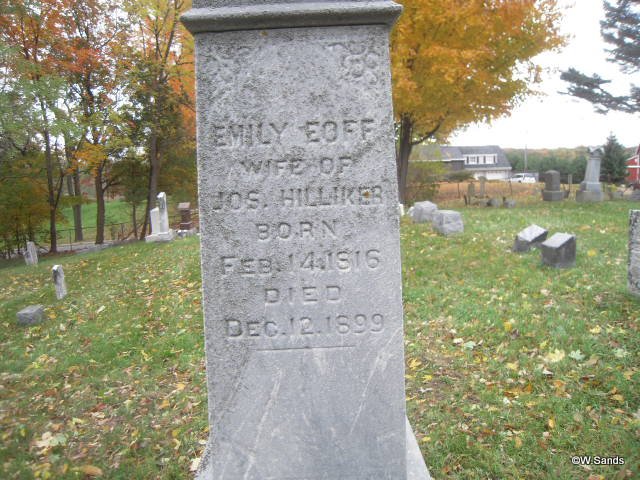 EMILY EOFF
WIFE OF
JOS. HILLIKER
BORN
FEB. 14. 1816
DIED
DEC. 12. 1899
©W.Sands